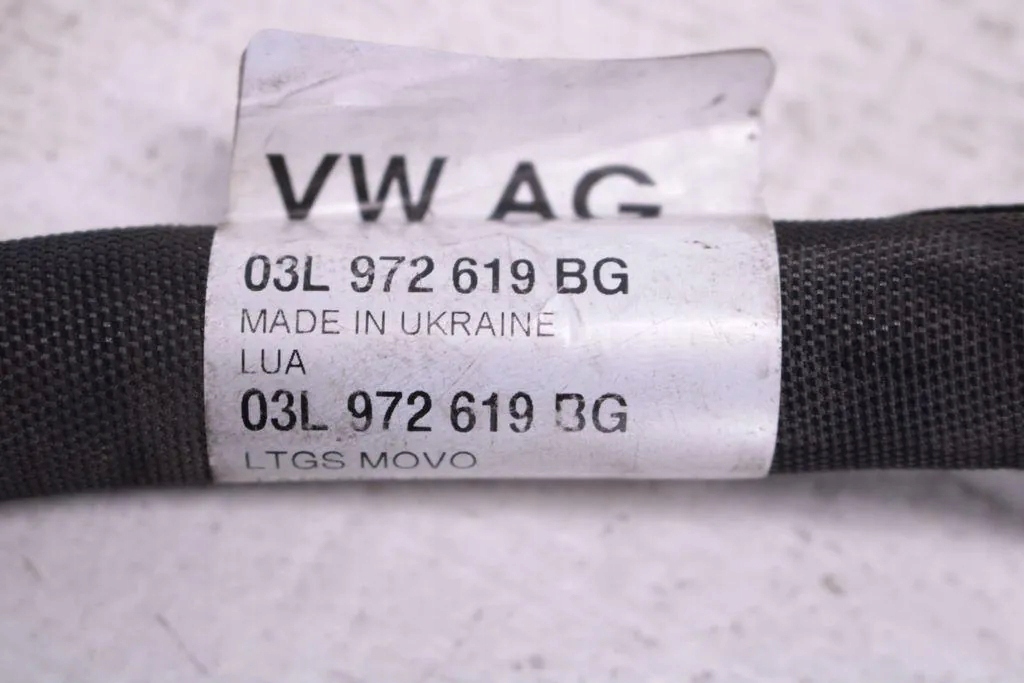 VW AG
03L 972 619 BG
MADE IN UKRAINE
LUA
03L 972 619 BG
LTGS MOVO